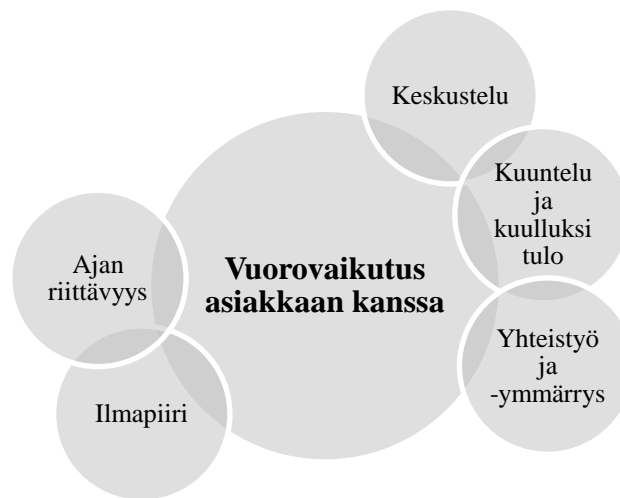 Keskustelu
Kuuntelu
ja
kuulluksi
tulo
Ajan
riittävyys
Vuorovaikutus
asiakkaan kanssa
Yhteistyö
ja
-ymmärrys
Ilmapiiri